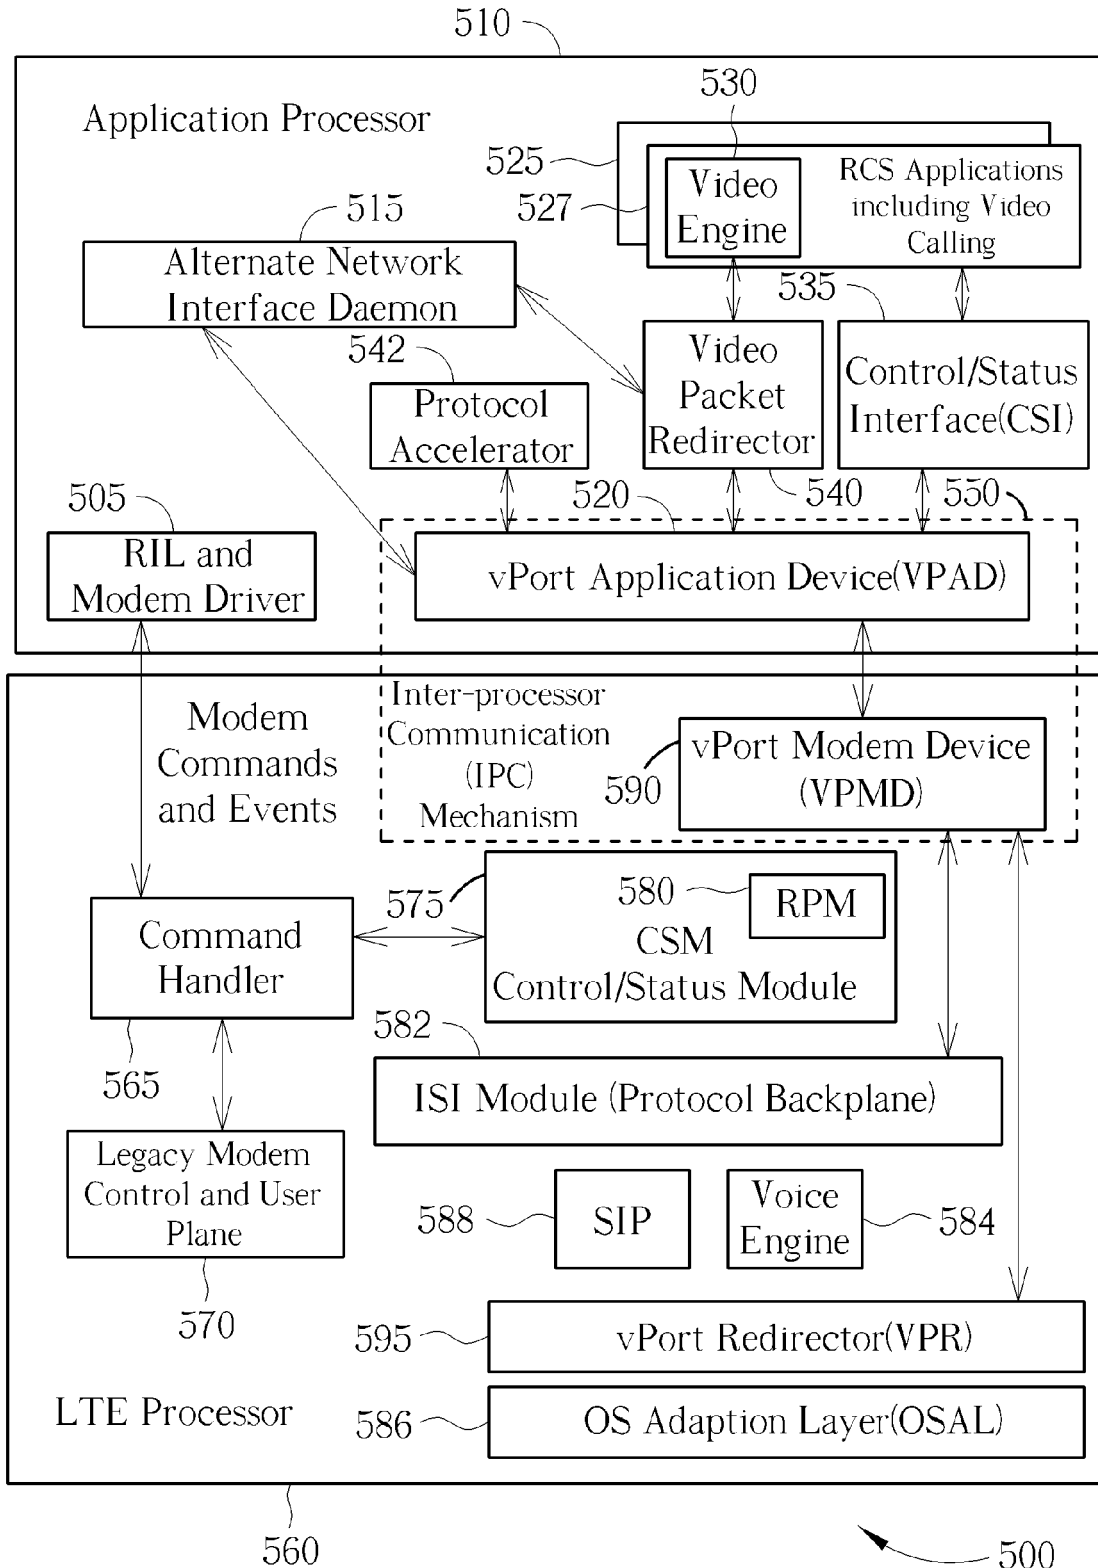 510
Application Processor
530
525
527
Video
Engine
RCS Applications
including Video
Calling
515
Alternate Network
Interface Daemon
535
542
Protocol
Accelerator
Video
Packet
Redirector
Control/Status
Interface(CSI)
505
520
540
550
RIL and
Modem Driver
vPort Application Device(VPAD)
Modem
Commands
and Events
Inter-processor
Communication
(IPC)
Mechanism
590
vPort Modem Device
(VPMD)
575
580
RPM
CSM
Control/Status Module
Command
Handler
565
582
ISI Module (Protocol Backplane)
Legacy Modem
Control and User
Plane
570
588
SIP
Voice
Engine
584
595
vPort Redirector(VPR)
LTE Processor
586
OS Adaption Layer(OSAL)
560
500